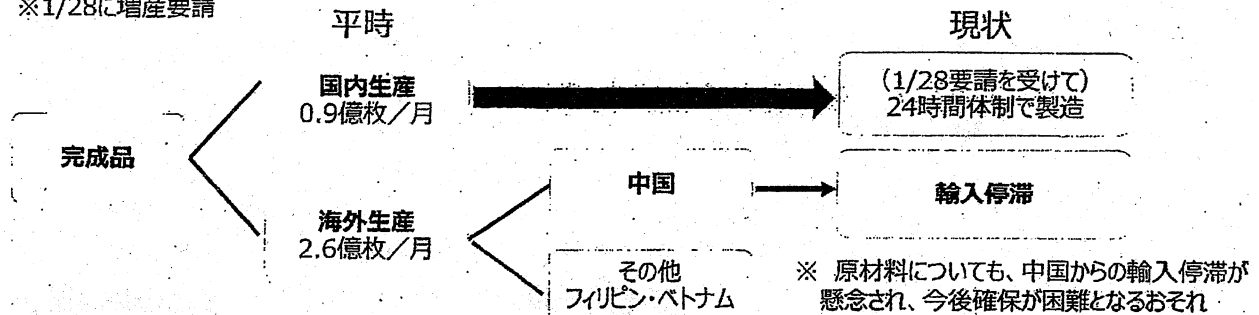 ※1/28に増産要請
平時
現状
国内生産
0.9億枚／月
(1/28要請を受けて)
24時間体制で製造
完成品
中国
輸入停滞
海外生産
2.6億枚／月
その他
フィリピン・ベトナム
※ 原材料についても、中国からの輸入停滞が
懸念され、今後確保が困難となるおそれ